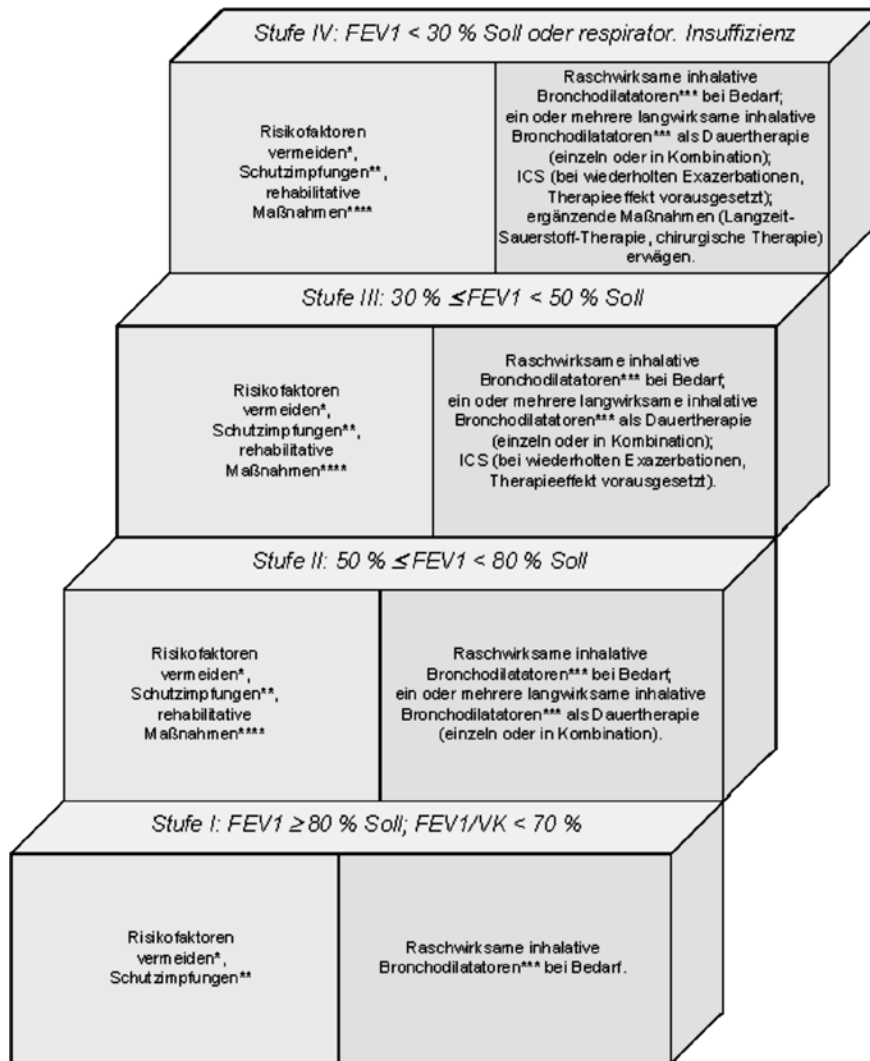 Stufe IV: FEV1 < 30 % Soll oder respirator. Insuffizienz
Risikofaktoren
vermeiden*,
Schutzimpfungen**,
rehabilitative
Maßnahmen****
Raschwirksame inhalative
Bronchodilatatoren*** bei Bedarf;
ein oder mehrere langwirksame inhalative
Bronchodilatatoren*** als Dauertherapie
(einzeln oder in Kombination);
ICS (bei wiederholten Exazerbationen,
Therapieeffekt vorausgesetzt);
ergänzende Maßnahmen (Langzeit-
Sauerstoff-Therapie, chirurgische Therapie)
erwägen.
Stufe III: 30 % ≤FEV1 < 50 % Soll
Risikofaktoren
vermeiden*,
Schutzimpfungen**,
rehabilitative
Maßnahmen****
Raschwirksame inhalative
Bronchodilatatoren*** bei Bedarf;
ein oder mehrere langwirksame inhalative
Bronchodilatatoren*** als Dauertherapie
(einzeln oder in Kombination);
ICS (bei wiederholten Exazerbationen,
Therapieeffekt vorausgesetzt).
Stufe II: 50 % ≤FEV1 < 80 % Soll
Risikofaktoren
vermeiden*,
Schutzimpfungen**,
rehabilitative
Maßnahmen****
Raschwirksame inhalative
Bronchodilatatoren*** bei Bedarf;
ein oder mehrere langwirksame inhalative
Bronchodilatatoren*** als Dauertherapie
(einzeln oder in Kombination).
Stufe I: FEV1 ≥80 % Soll; FEV1/VK < 70 %
Risikofaktoren
vermeiden*,
Schutzimpfungen**
Raschwirksame inhalative
Bronchodilatatoren*** bei Bedarf.